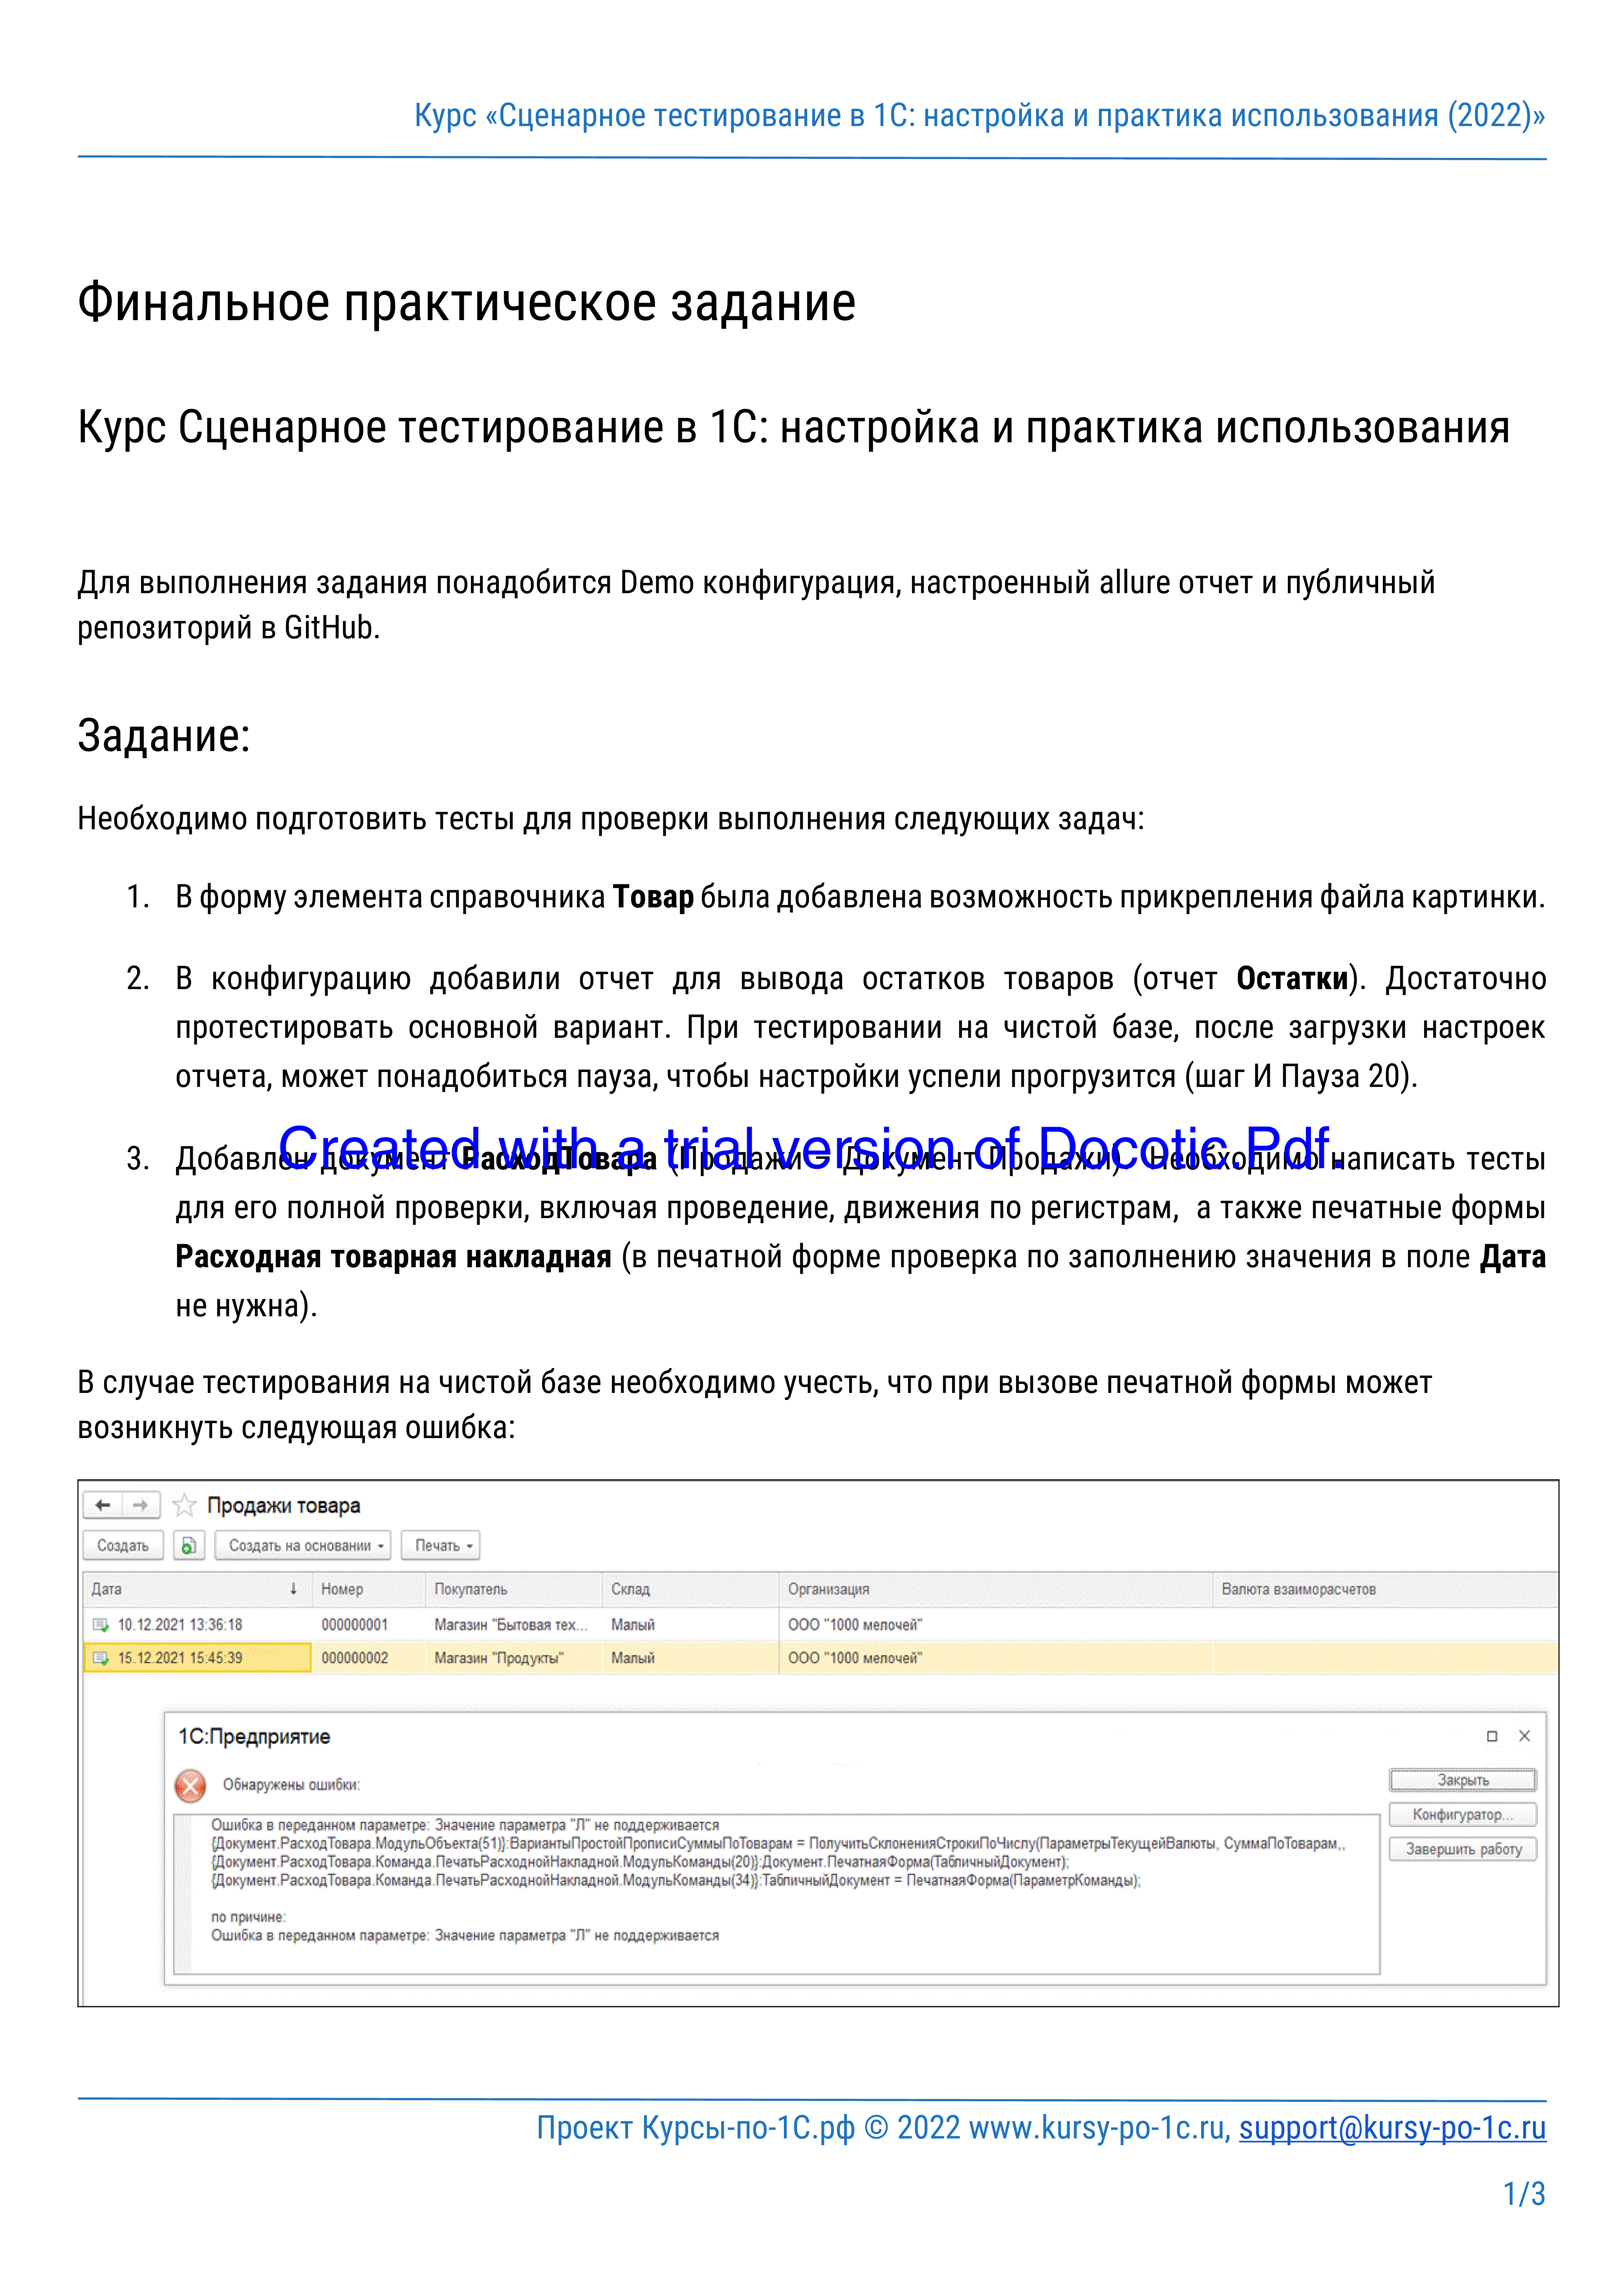 Курс «Сценарное тестирование в 1С: настройка и практика использования (2022)»
Финальное практическое задание
Курс Сценарное тестирование в 1С: настройка и практика использования
Для выполнения задания понадобится Demo конфигурация, настроенный allure отчет и публичный
репозиторий в GitHub.
Задание:
Необходимо подготовить тесты для проверки выполнения следующих задач:
1. В форму элемента справочника Товар была добавлена возможность прикрепления файла картинки.
2. В конфигурацию добавили отчет для вывода остатков товаров (отчет Остатки). Достаточно
протестировать основной вариант. При тестировании на чистой базе, после загрузки настроек
отчета, может понадобиться пауза, чтобы настройки успели прогрузится (шаг И Пауза 20).
Created with a trial version of Docotic.Pdf.
3. Добавлен документ РасходТовара (Продажи – Документ Продажи). Необходимо написать тесты
для его полной проверки, включая проведение, движения по регистрам, а также печатные формы
Расходная товарная накладная (в печатной форме проверка по заполнению значения в поле Дата
не нужна).
В случае тестирования на чистой базе необходимо учесть, что при вызове печатной формы может
возникнуть следующая ошибка:
Продажи товара
Создать Создать на основании Печать
Дата Номер Покупатель Склад Организация Валюта взаиморасчетов
10.12.2021 13:36:18 000000001 Магазин "Бытовая тех... Малый ООО "1000 мелочей"
15.12.2021 15:45:39 000000002 Магазин "Продукты" Малый ООО "1000 мелочей"
1С:Предприятие
Обнаружены ошибки:
Закрыть
Конфигуратор...
Завершить работу
Ошибка в переданном параметре: Значение параметра "Л" не поддерживается
{Документ.РасходТовара.МодульОбъекта(51)}:ВариантыПростойПрописиСуммыПоТоварам = ПолучитьСклоненияСтрокиПоЧислу(ПараметрыТекущейВалюты, СуммаПоТоварам,,
{Документ.РасходТовара.Команда.ПечатьРасходнойНакладной.МодульКоманды(20)}:Документ.ПечатнаяФорма(ТабличныйДокумент);
{Документ.РасходТовара.Команда.ПечатьРасходнойНакладной.МодульКоманды(34)}:ТабличныйДокумент = ПечатнаяФорма(ПараметрКоманды);
по причине:
Ошибка в переданном параметре: Значение параметра "Л" не поддерживается
Проект Курсы-по-1С.рф © 2022 www.kursy-po-1c.ru, support@kursy-po-1c.ru
1/3